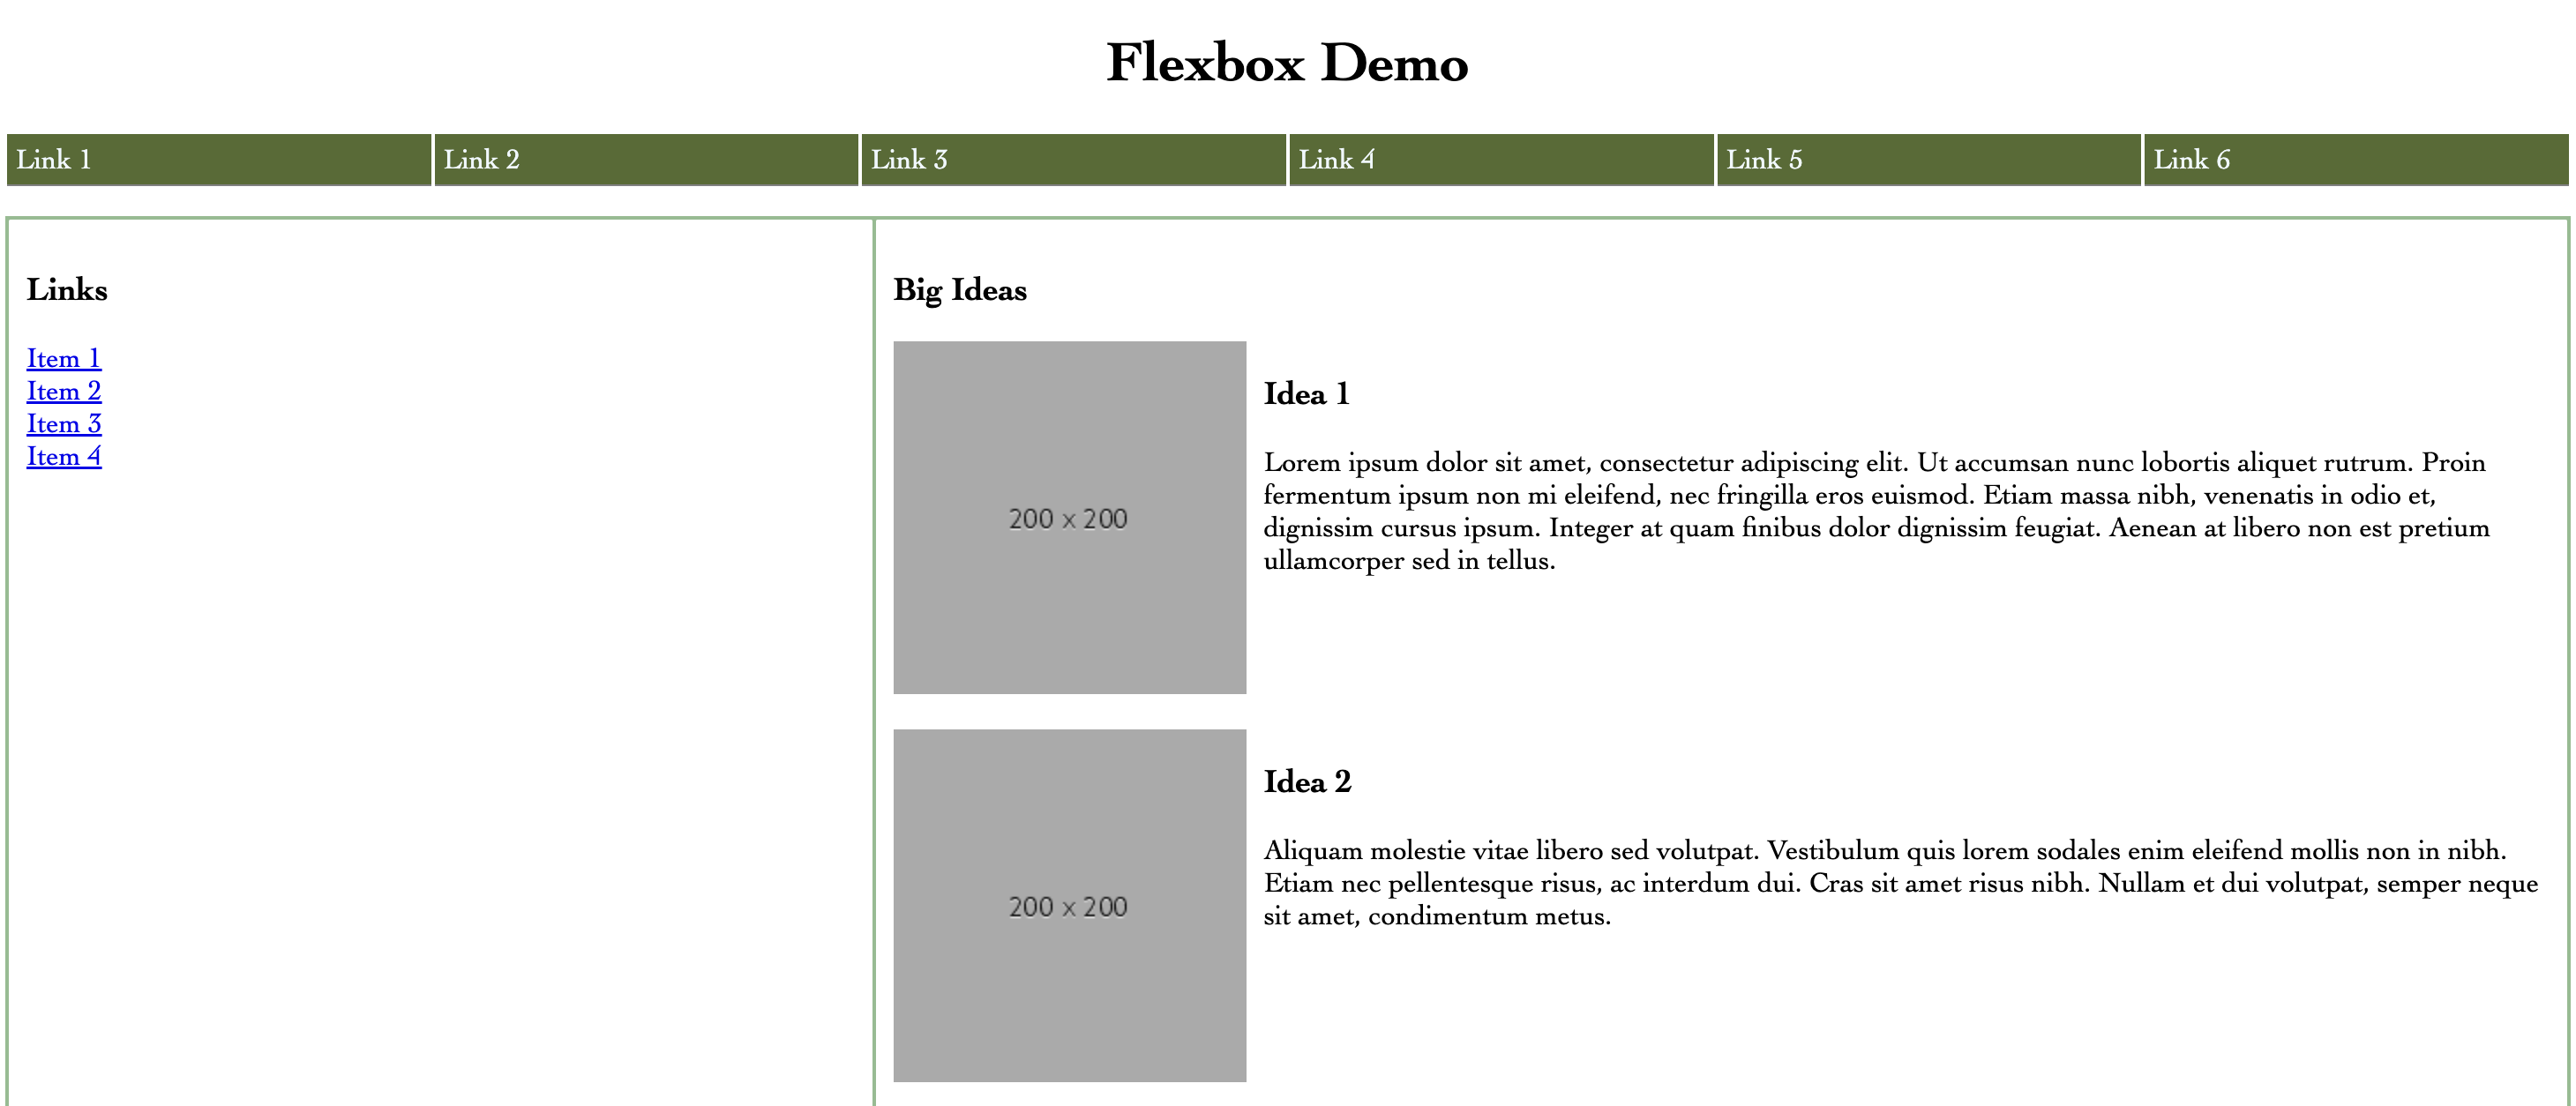 Flexbox Demo
Link 1
Link 2
Link 3
Link 4
Link 5
Link 6
Links
Item 1
Item 2
Item 3
Item 4
Big Ideas
200 x 200
Idea 1
Lorem ipsum dolor sit amet, consectetur adipiscing elit. Ut accumsan nunc lobortis aliquet rutrum. Proin
fermentum ipsum non mi eleifend, nec fringilla eros euismod. Etiam massa nibh, venenatis in odio et,
dignissim cursus ipsum. Integer at quam finibus dolor dignissim feugiat. Aenean at libero non est pretium
ullamcorper sed in tellus.
200 x 200
Idea 2
Aliquam molestie vitae libero sed volutpat. Vestibulum quis lorem sodales enim eleifend mollis non in nibh.
Etiam nec pellentesque risus, ac interdum dui. Cras sit amet risus nibh. Nullam et dui volutpat, semper neque
sit amet, condimentum metus.